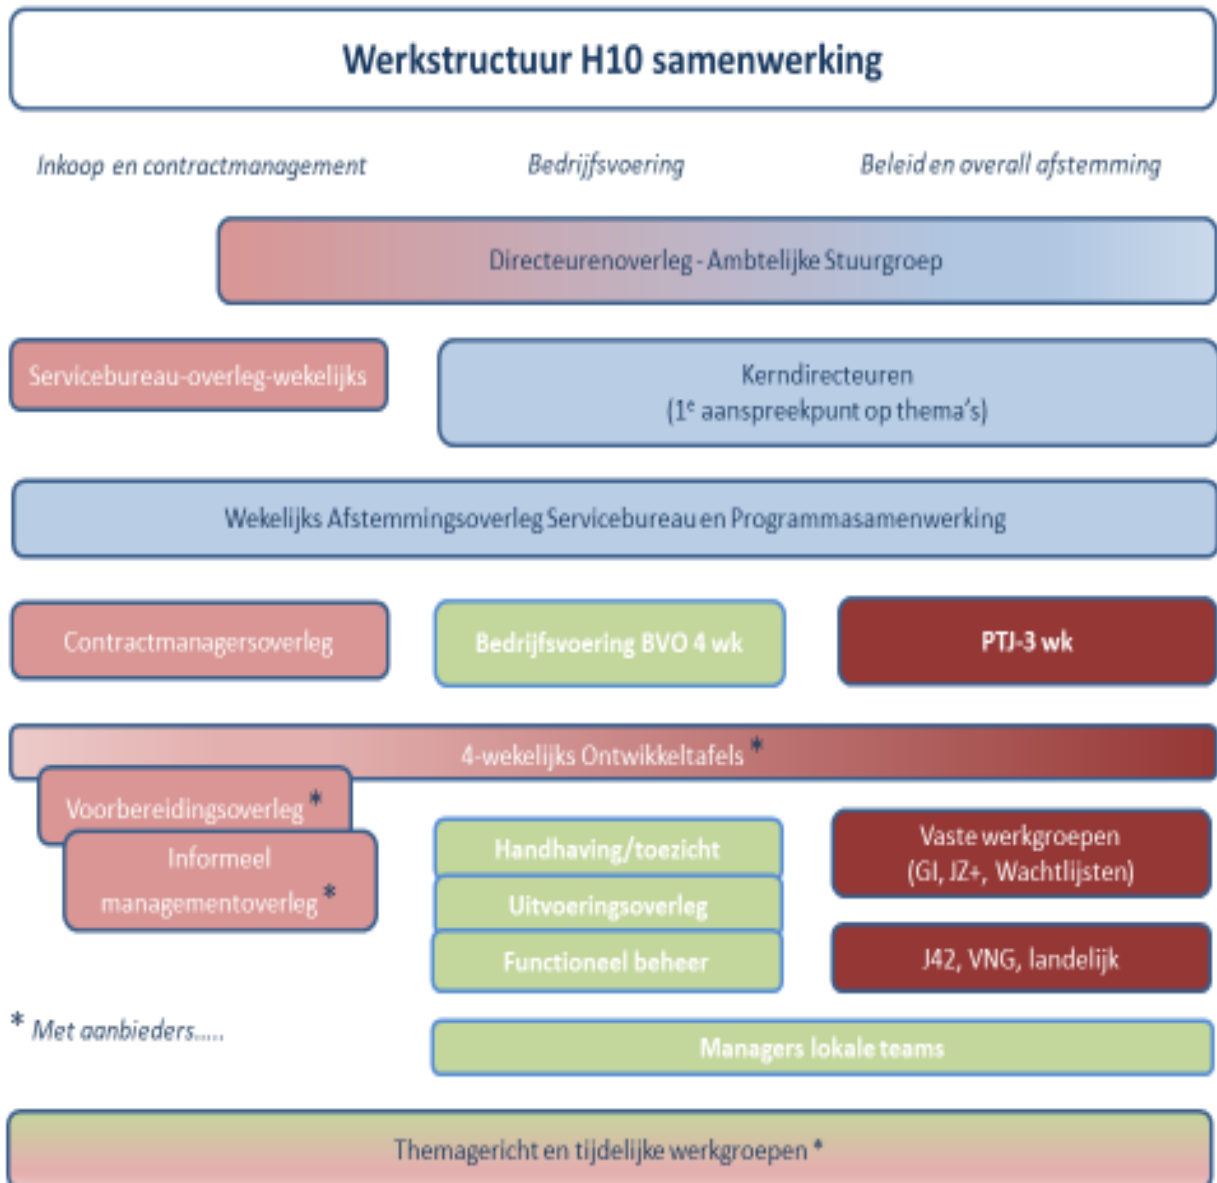 Werkstructuur H10 samenwerking
Inkoop en contractmanagement
Bedrijfsvoering
Beleid en overall afstemming
Directeurenoverleg - Ambtelijke Stuurgroep
Servicebureau-overleg-wekelijks
Kerndirecteuren
(1e aanspreekpunt op thema's)
Wekelijks Afstemmingsoverleg Servicebureau en Programmasamenwerking
Contractmanagersoverleg
Bedrijfsvoering BVO 4 wk
PTJ-3 wk
4-wekelijks Ontwikkeltafels *
Voorbereidingsoverleg *
Informeel
managementoverleg *
Handhaving/toezicht
Uitvoeringsoverleg
Functioneel beheer
Vaste werkgroepen
(GI, JZ+, Wachtlijsten)
J42, VNG, landelijk
* Met aanbieders.....
Managers lokale teams
Themagericht en tijdelijke werkgroepen *